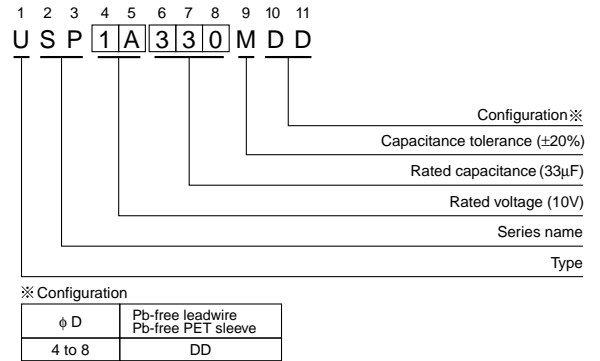 1 2 3 4 5 6 7 8 9 10 11
U S P 1 A 3 3 0 M D D
Configuration※
Capacitance tolerance (±20%)
Rated capacitance (33µF)
Rated voltage (10V)
Series name
Type
※Configuration
ϕ D
Pb-free leadwire
Pb-free PET sleeve
4 to 8
DD